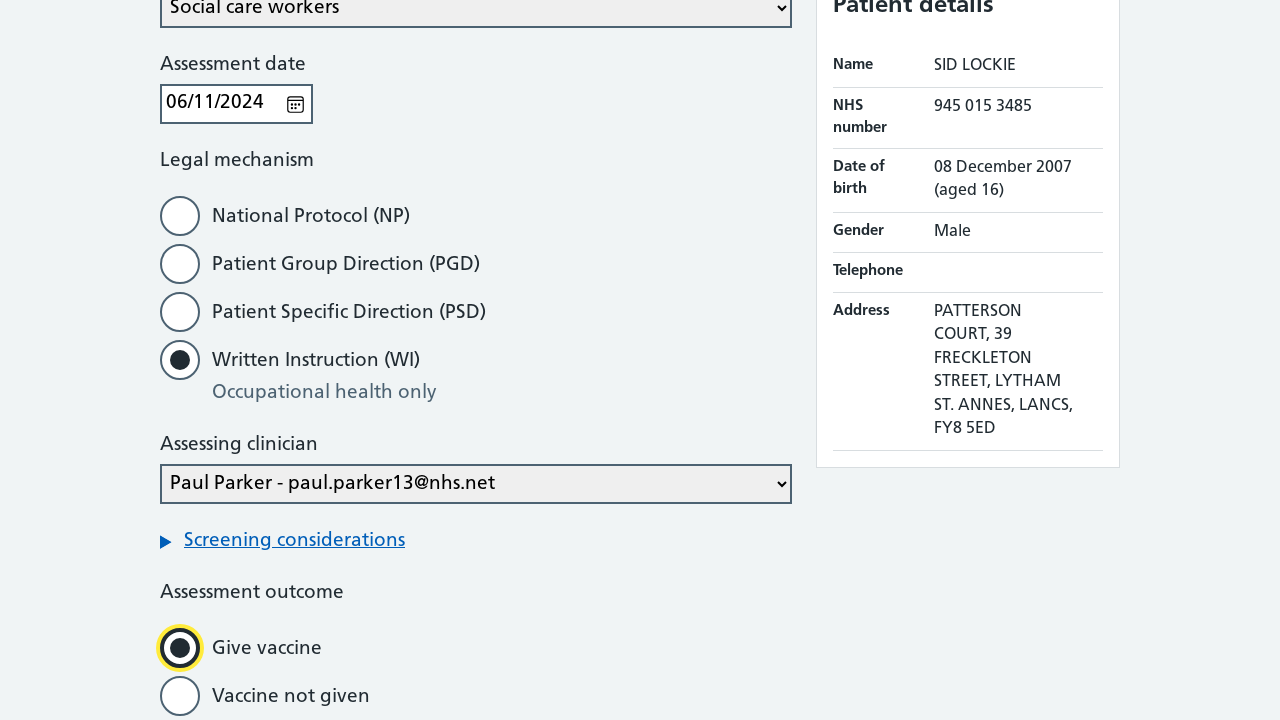 Social care workers
Assessment date
06/11/2024
Legal mechanism
National Protocol (NP)
Patient Group Direction (PGD)
Patient Specific Direction (PSD)
Written Instruction (WI)
Occupational health only
Assessing clinician
Paul Parker - paul.parker13@nhs.net
Screening considerations
Assessment outcome
Give vaccine
Vaccine not given
Patient details
Name SID LOCKIE
NHS number 945 015 3485
Date of birth 08 December 2007 (aged 16)
Gender Male
Telephone
Address PATTERSON
COURT, 39
FRECKLETON
STREET, LYTHAM
ST. ANNES, LANCS,
FY8 5ED